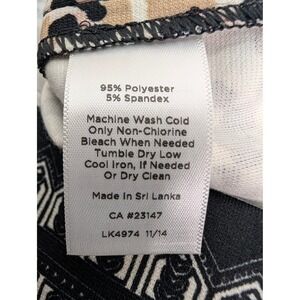 95% Polyester
5% Spandex
Machine Wash Cold
Only Non-Chlorine
Bleach When Needed
Tumble Dry Low
Cool Iron, If Needed
Or Dry Clean
Made in Sri Lanka
CA #23147
LK4974 11/14